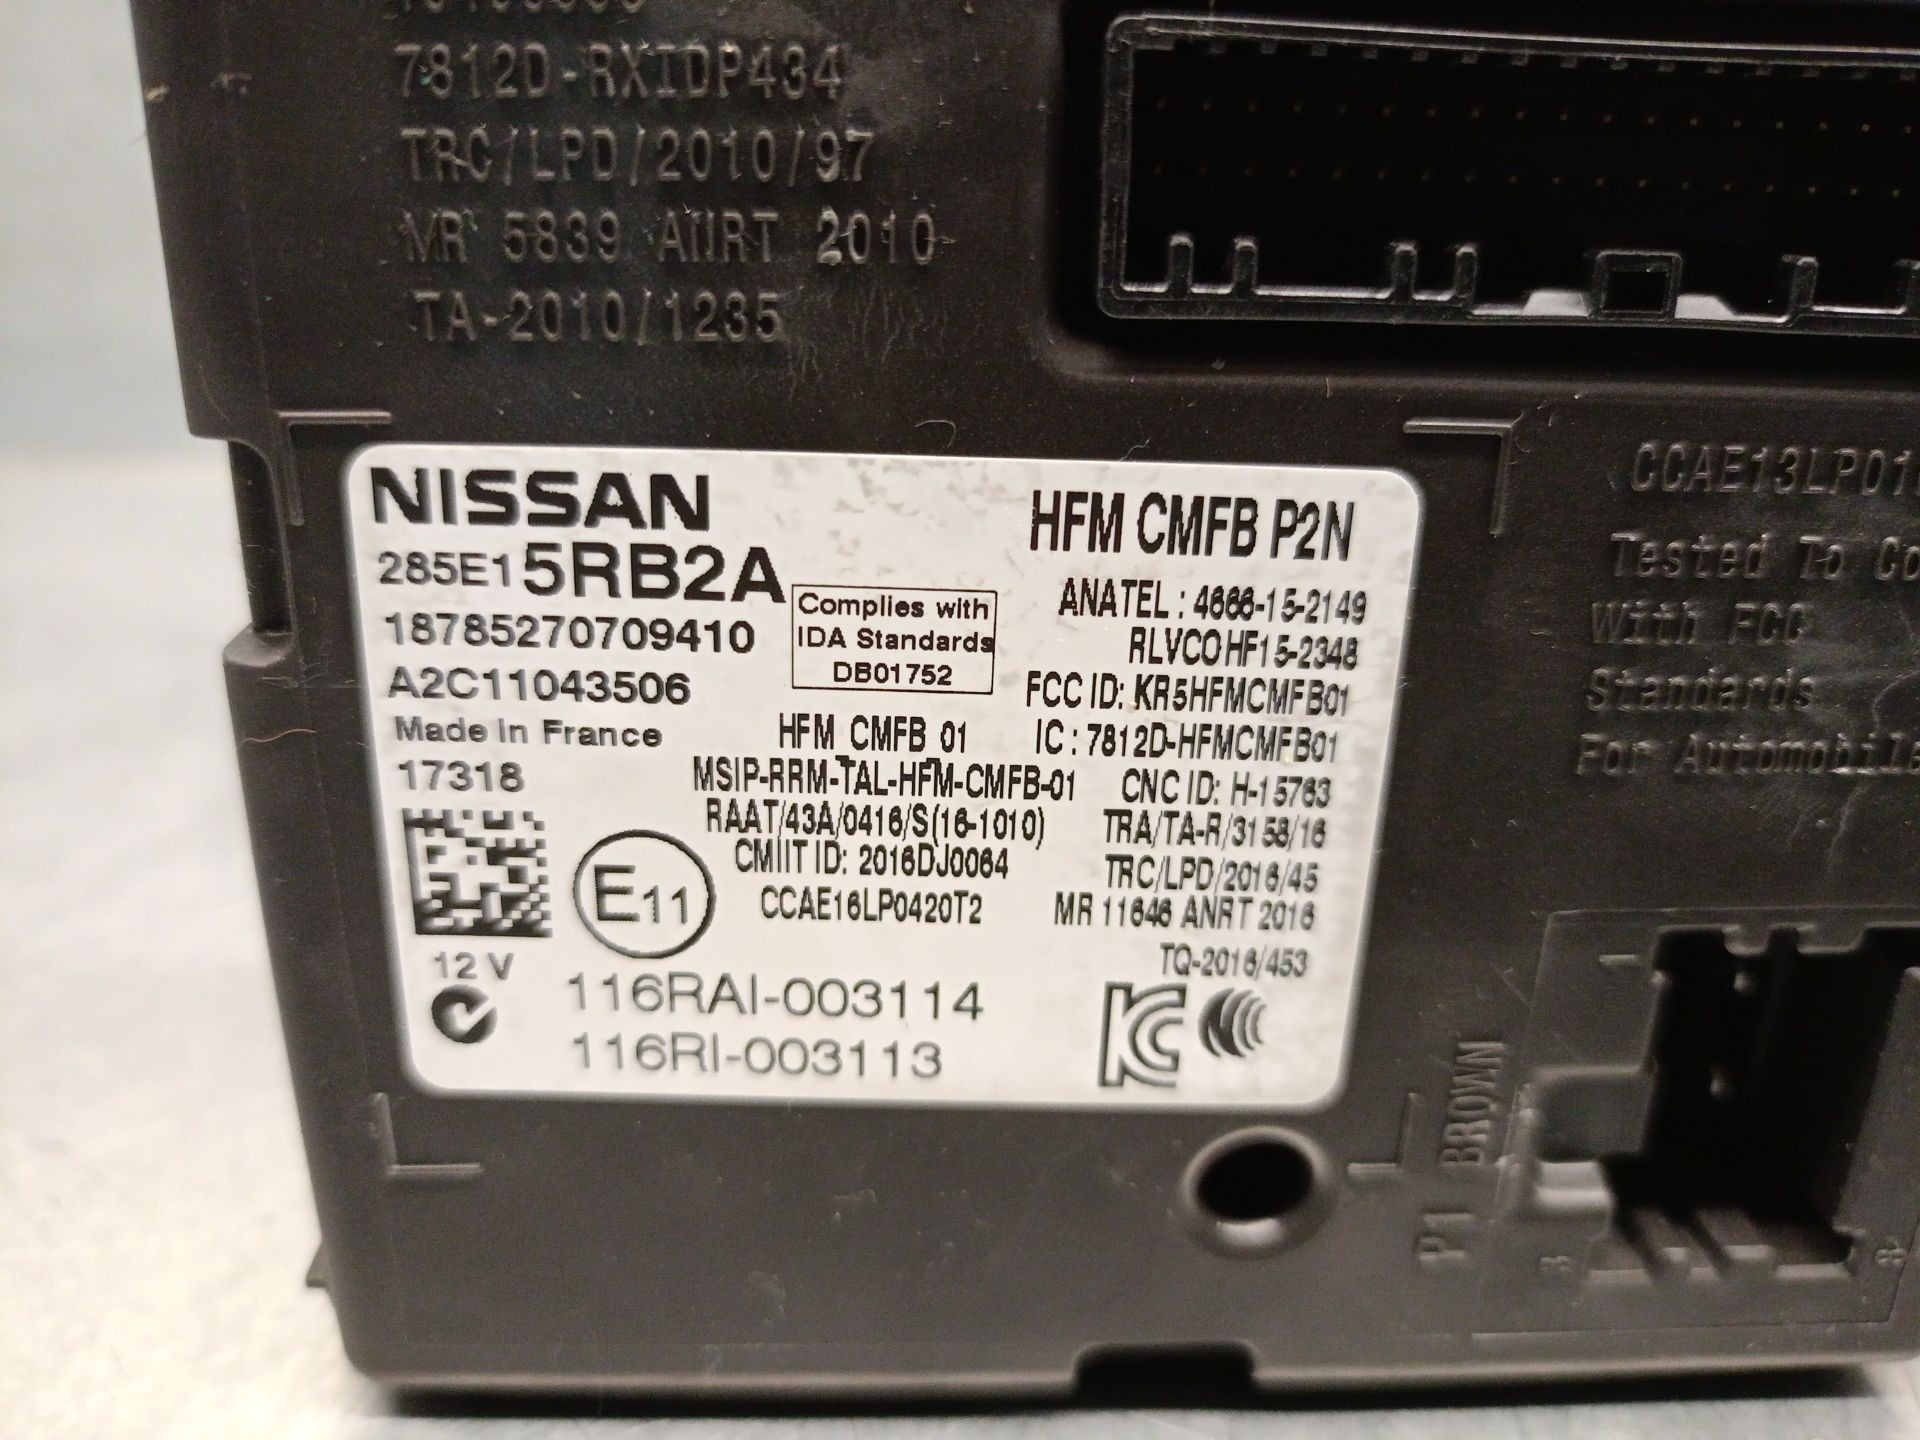 7812D-RXIDP434
TRC/LPD/2010/97
MR 5839 ANRT 2010
TA-2010/1235
NISSAN
285E15RB2A
18785270709410
A2C11043506
Made in France
17318
12 V
Complies with
IDA Standards
DB01752
HFM CMFB P2N
ANATEL: 4666-15-2149
RLVCOHF15-2348
FCC ID: KR5HFMCMFB01
IC: 7812D-HFMCMFB01
HFM CMFB 01
MSIP-RRM-TAL-HFM-CMFB-01
CNC ID: H-15763
RAAT/43A/0416/S(16-1010)
TRA/TA-R/3158/16
CMIIT ID: 2016DJ0064
TRC/LPD/2016/45
CCAE16LP0420T2
MR 11646 ANRT 2016
TQ-2016/453
E11
116RAI-003114
116RI-003113
KC
CCAE13LP01
Tested To Co
With FCC
Standards
For Automobile
P1 BROWN
1
3
8